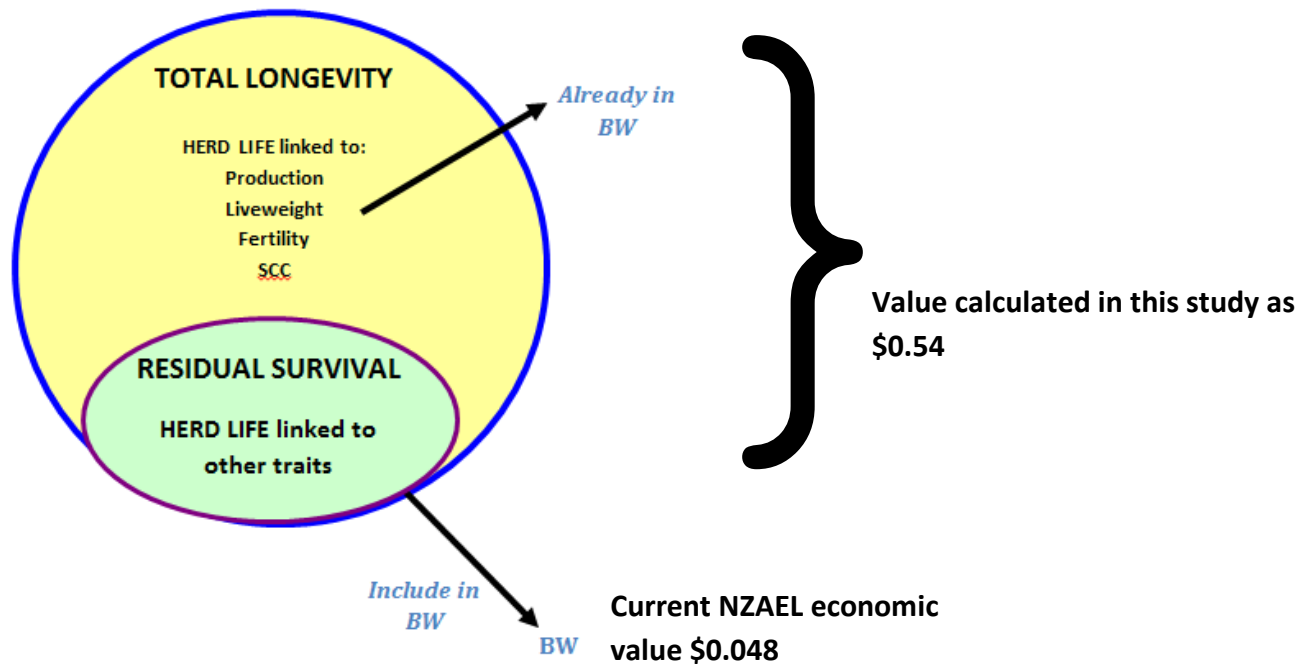 TOTAL LONGEVITY
HERD LIFE linked to:
Production
Liveweight
Fertility
SCC
Already in
BW
Value calculated in this study as
$0.54
RESIDUAL SURVIVAL
HERD LIFE linked to
other traits
Include in
BW
BW
Current NZAEL economic
value $0.048